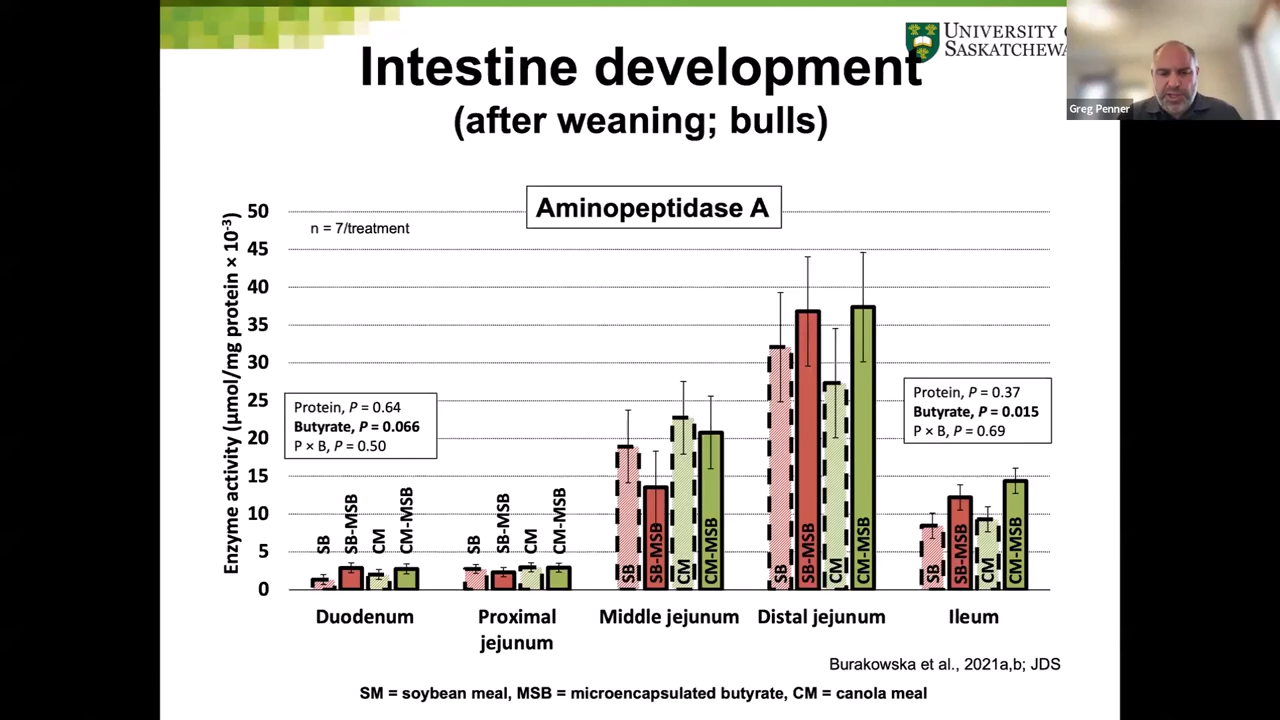 UNIVERSITY
SASKATCHEWA
Greg Penner
Intestine development
(after weaning; bulls)
Aminopeptidase A
n = 7/treatment
Enzyme activity (µmol/mg protein × 10-3)
50
45
40
35
30
25
20
15
10
5
0
Protein, P = 0.64
Butyrate, P = 0.066
P × B, P = 0.50
Protein, P = 0.37
Butyrate, P = 0.015
P × B, P = 0.69
SB
SB-MSB
CM
CM-MSB
SB
SB-MSB
CM
CM-MSB
SB
SB-MSB
CM
CM-MSB
SB
SB-MSB
CM
CM-MSB
SB
SB-MSB
CM
CM-MSB
Duodenum
Proximal
jejunum
Middle jejunum
Distal jejunum
Ileum
Burakowska et al., 2021a,b; JDS
SM = soybean meal, MSB = microencapsulated butyrate, CM = canola meal